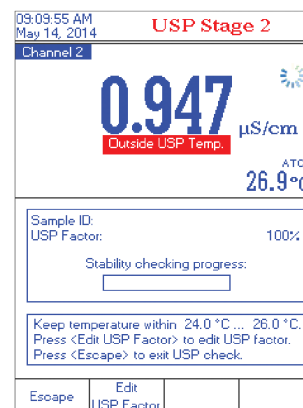 09:09:55 AM
May 14, 2014
USP Stage 2
Channel 2
0.947
µS/cm
Outside USP Temp.
ATC
26.9°C
Sample ID:
USP Factor: 100%
Stability checking progress:
Keep temperature within 24.0 °C ... 26.0 °C.
Press <Edit USP Factor> to edit USP factor.
Press <Escape> to exit USP check.
Escape
Edit
USP Factor